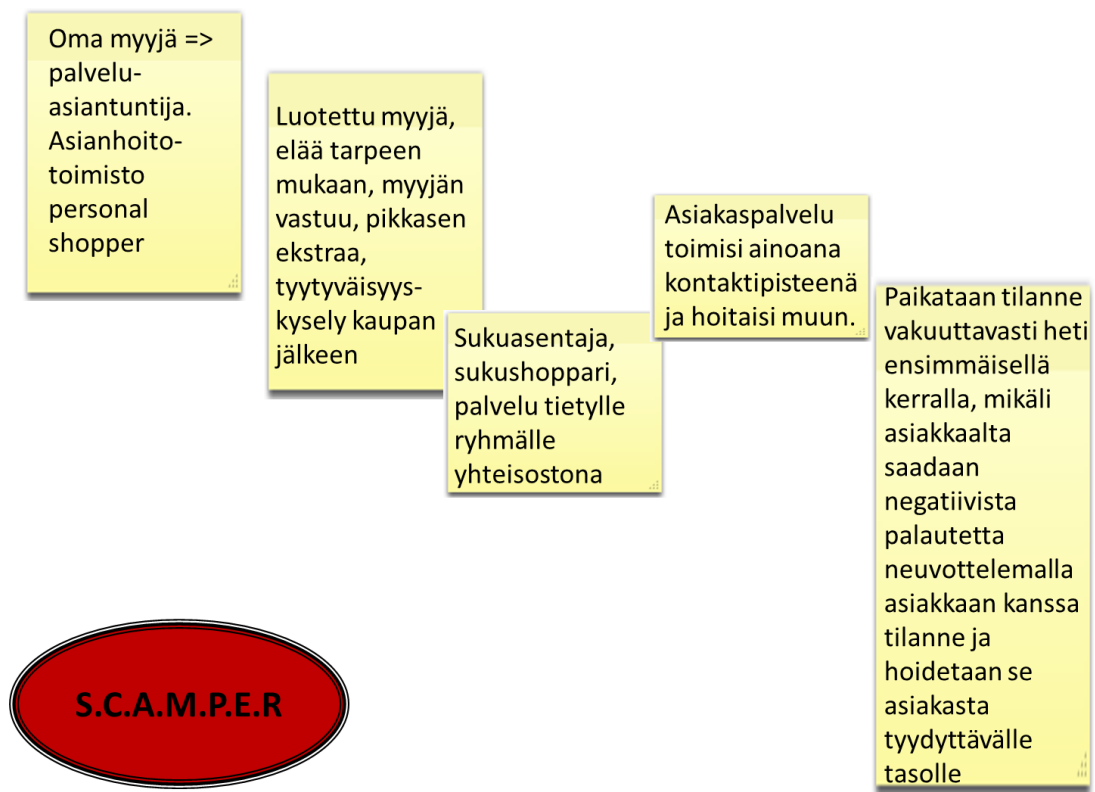 Oma myyjä =>
palvelu-
asiantuntija.
Asianhoito-
toimisto
personal
shopper
Luotettu myyjä,
elää tarpeen
mukaan, myyjän
vastuu, pikkasen
ekstraa,
tyytyväisyys-
kysely kaupan
jälkeen
Sukuasentaja,
sukushoppari,
palvelu tietylle
ryhmälle
yhteisostona
Asiakaspalvelu
toimisi ainoana
kontaktipisteenä
ja hoitaisi muun.
Paikataan tilanne
vakuuttavasti heti
ensimmäisellä
kerralla, mikäli
asiakkaalta
saadaan
negatiivista
palautetta
neuvottelemalla
asiakkaan kanssa
tilanne ja
hoidetaan se
asiakasta
tyydyttävälle
tasolle
S.C.A.M.P.E.R